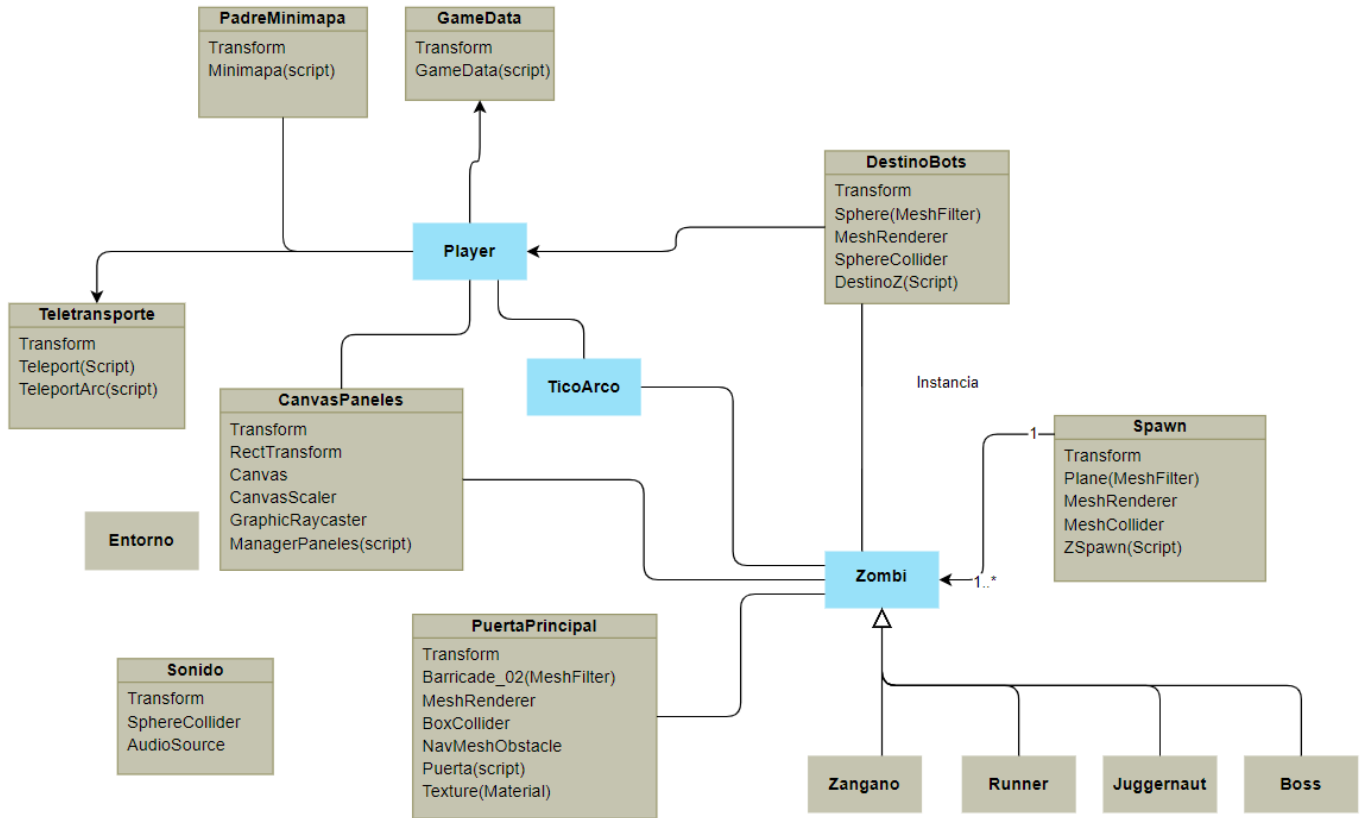 PadreMinimapa
Transform
Minimapa(script)
GameData
Transform
GameData(script)
DestinoBots
Transform
Sphere(MeshFilter)
MeshRenderer
SphereCollider
DestinoZ(Script)
Player
Teletransporte
Transform
Teleport(Script)
TeleportArc(script)
TicoArco
CanvasPaneles
Transform
RectTransform
Canvas
CanvasScaler
GraphicRaycaster
ManagerPaneles(script)
Instancia
1
Spawn
Transform
Plane(MeshFilter)
MeshRenderer
MeshCollider
ZSpawn(Script)
Entorno
Zombi
1..*
PuertaPrincipal
Transform
Barricade_02(MeshFilter)
MeshRenderer
BoxCollider
NavMeshObstacle
Puerta(script)
Texture(Material)
Sonido
Transform
SphereCollider
AudioSource
Zangano
Runner
Juggernaut
Boss